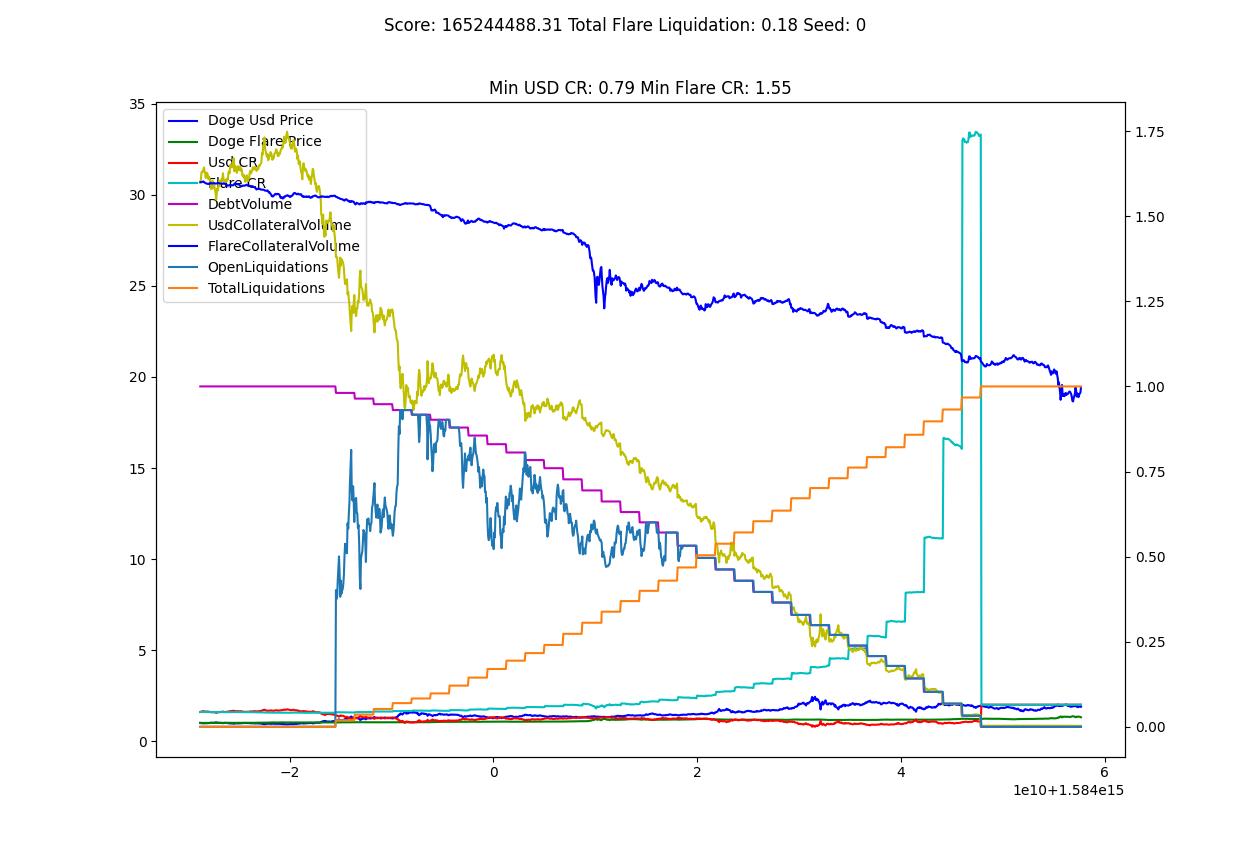 Score: 165244488.31 Total Flare Liquidation: 0.18 Seed: 0
Min USD CR: 0.79 Min Flare CR: 1.55
35
30
25
20
15
10
5
0
Doge Usd Price
Doge Flare Price
Usd CR
Flare CR
DebtVolume
UsdCollateralVolume
FlareCollateralVolume
OpenLiquidations
TotalLiquidations
1.75
1.50
1.25
1.00
0.75
0.50
0.25
0.00
−2 0 2 4 6
1e10+1.584e15